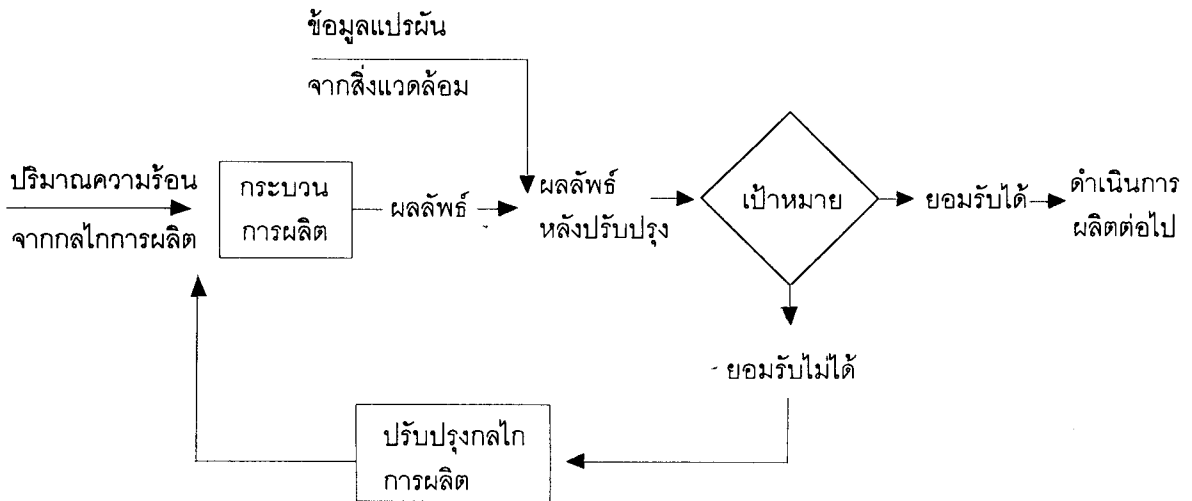 ข้อมูลแปรผัน
จากสิ่งแวดล้อม
ปริมาณความร้อน
จากกลไกการผลิต
กระบวน
การผลิต
ผลลัพธ์
ผลลัพธ์
หลังปรับปรุง
เป้าหมาย
ยอมรับได้
ดำเนินการ
ผลิตต่อไป
ยอมรับไม่ได้
ปรับปรุงกลไก
การผลิต